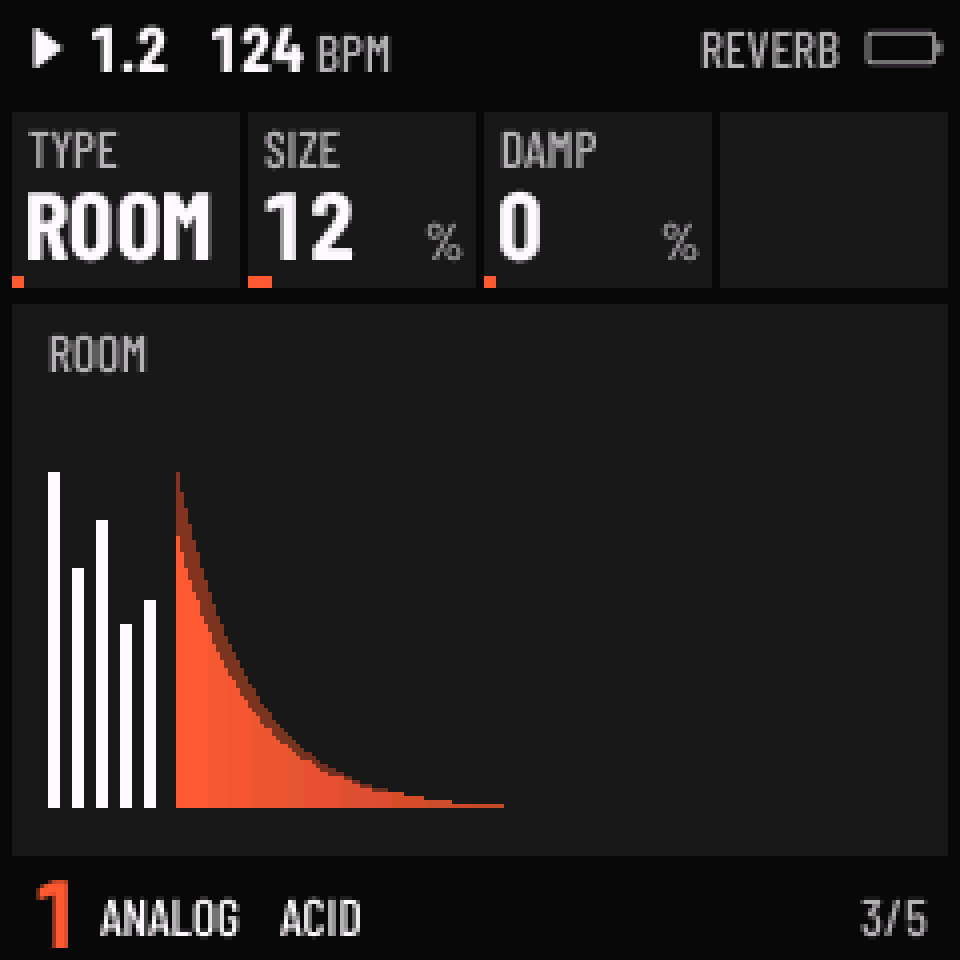 1.2 124 BPM REVERB
TYPE SIZE DAMP
ROOM 12 % 0 %
ROOM
1 ANALOG ACID 3/5